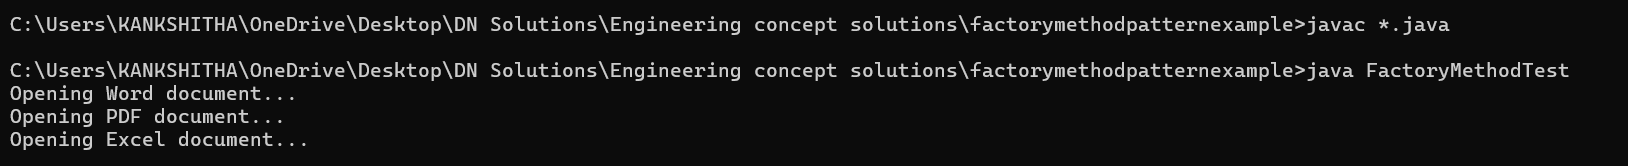 C:\Users\KANKSHITHA\OneDrive\Desktop\DN Solutions\Engineering concept solutions\factorymethodpatternexample>javac *.java
C:\Users\KANKSHITHA\OneDrive\Desktop\DN Solutions\Engineering concept solutions\factorymethodpatternexample>java FactoryMethodTest
Opening Word document...
Opening PDF document...
Opening Excel document...